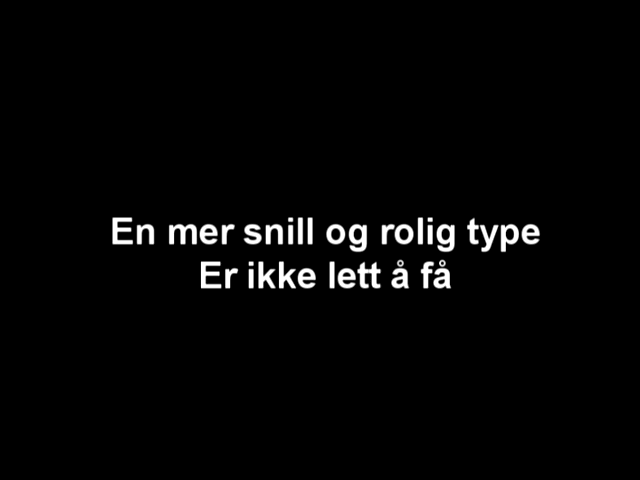 En mer snill og rolig type
Er ikke lett å få